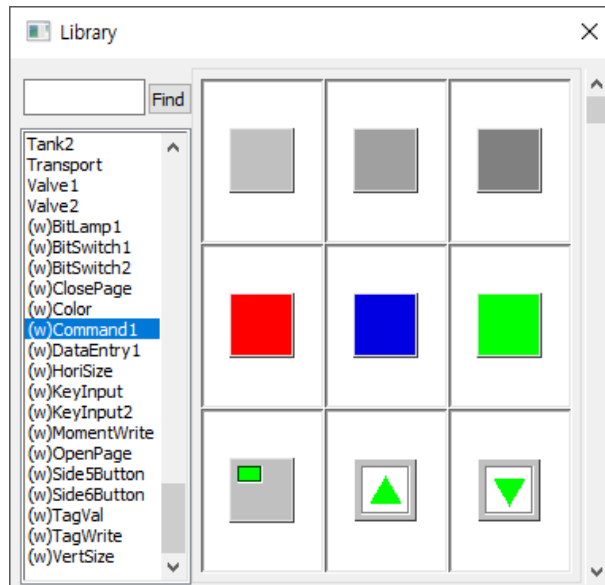 Library
Find
Tank2
Transport
Valve1
Valve2
(w)BitLamp1
(w)BitSwitch1
(w)BitSwitch2
(w)ClosePage
(w)Color
(w)Command1
(w)DataEntry1
(w)HoriSize
(w)KeyInput
(w)KeyInput2
(w)MomentWrite
(w)OpenPage
(w)Side5Button
(w)Side6Button
(w)TagVal
(w)TagWrite
(w)VertSize